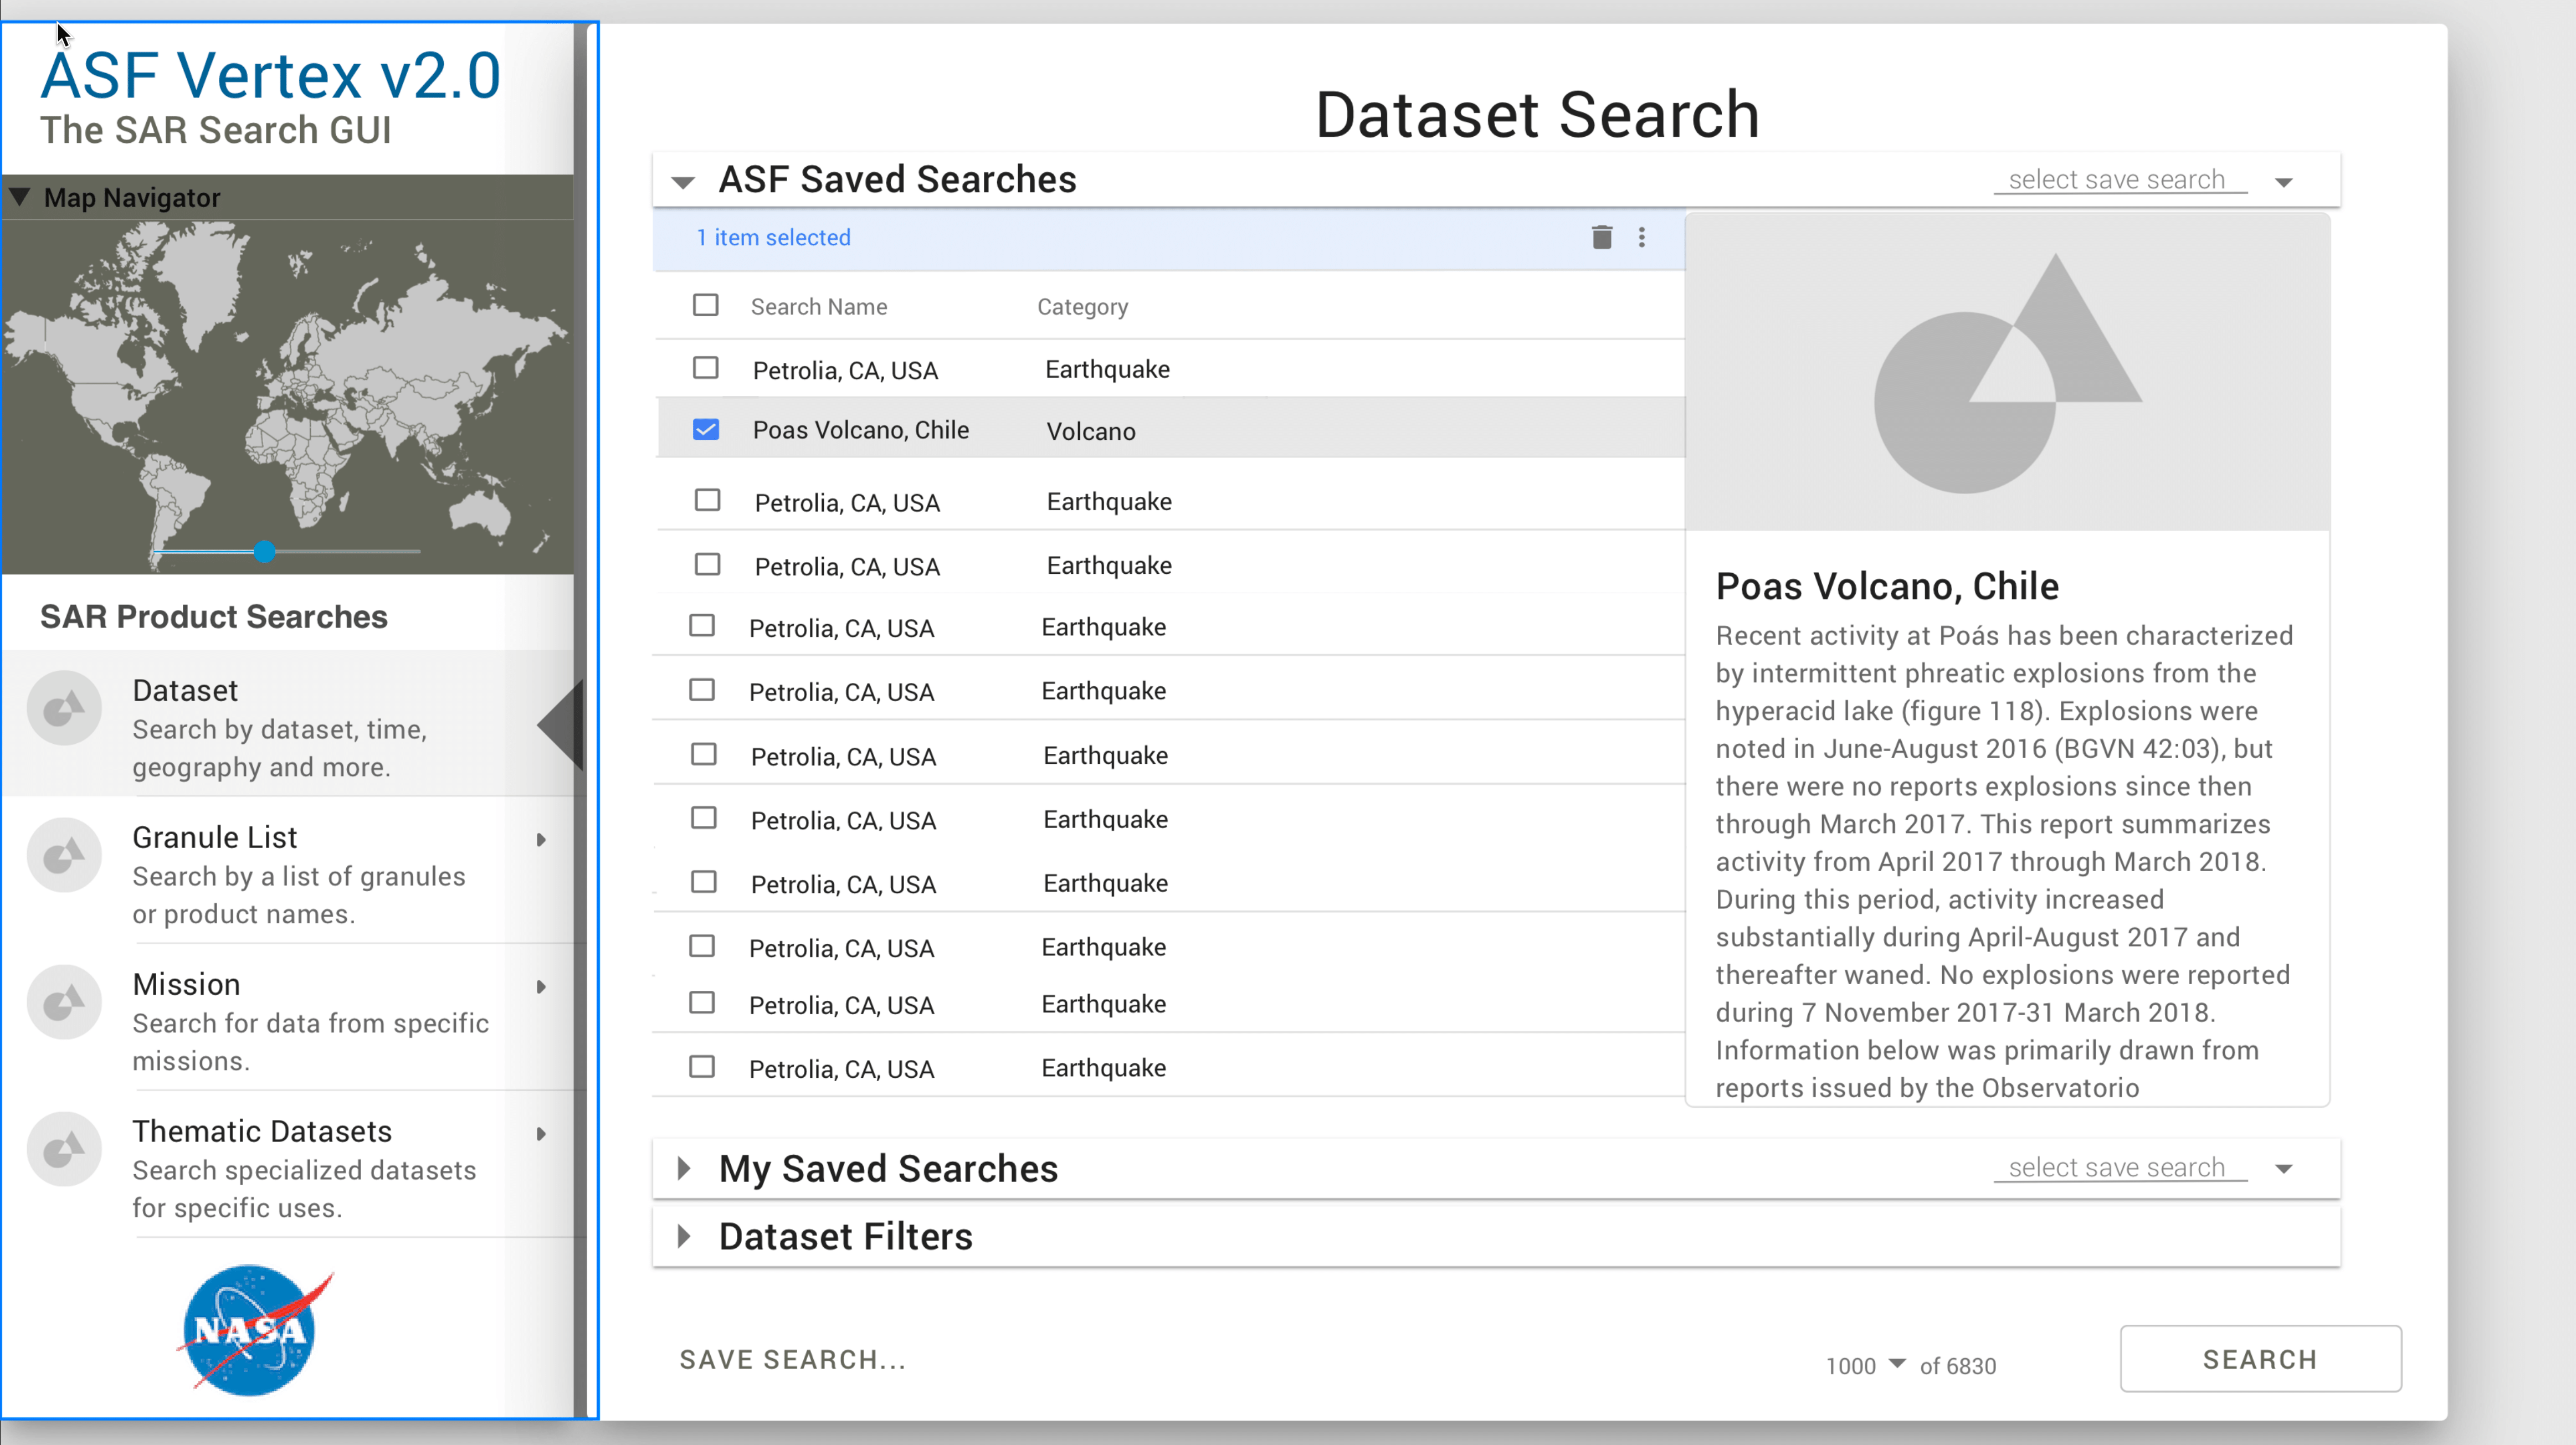 ASF Vertex v2.0
The SAR Search GUI
Map Navigator
SAR Product Searches
Dataset
Search by dataset, time,
geography and more.
Granule List
Search by a list of granules
or product names.
Mission
Search for data from specific
missions.
Thematic Datasets
Search specialized datasets
for specific uses.
NASA
Dataset Search
ASF Saved Searches
select save search
1 item selected
Search Name Category
Petrolia, CA, USA Earthquake
Poas Volcano, Chile Volcano
Petrolia, CA, USA Earthquake
Petrolia, CA, USA Earthquake
Petrolia, CA, USA Earthquake
Petrolia, CA, USA Earthquake
Petrolia, CA, USA Earthquake
Petrolia, CA, USA Earthquake
Petrolia, CA, USA Earthquake
Petrolia, CA, USA Earthquake
Petrolia, CA, USA Earthquake
Petrolia, CA, USA Earthquake
Poas Volcano, Chile
Recent activity at Poás has been characterized
by intermittent phreatic explosions from the
hyperacid lake (figure 118). Explosions were
noted in June-August 2016 (BGVN 42:03), but
there were no reports explosions since then
through March 2017. This report summarizes
activity from April 2017 through March 2018.
During this period, activity increased
substantially during April-August 2017 and
thereafter waned. No explosions were reported
during 7 November 2017-31 March 2018.
Information below was primarily drawn from
reports issued by the Observatorio
My Saved Searches
select save search
Dataset Filters
SAVE SEARCH...
1000 of 6830
SEARCH